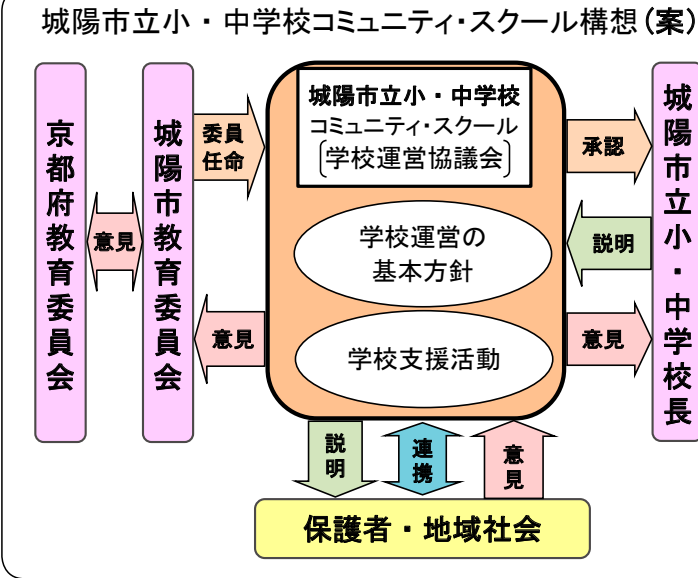 城陽市立小・中学校コミュニティ・スクール構想(案)
京都府教育委員会
意見
城陽市教育委員会
委員
任命
意見
城陽市立小・中学校
コミュニティ・スクール
〔学校運営協議会〕
学校運営の
基本方針
学校支援活動
承認
説明
意見
城陽市立小・中学校長
説明
連携
意見
保護者・地域社会